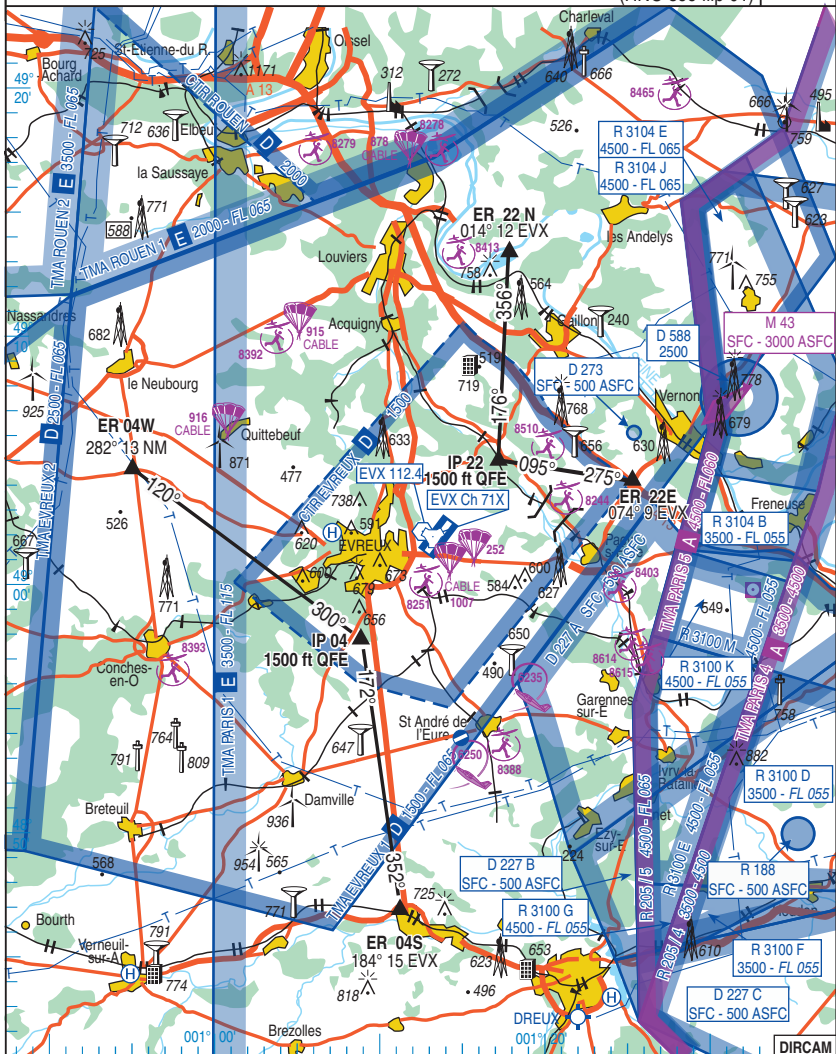 Charleval
725
St-Etienne-du R.
Oissel
Bourg
Achard
1171
A 13
312
272
640
666
8465
666
495
49°
20'
CTR ROUEN D 2000
712
636
Elbeu
8279
878
CABLE
8278
526
R 3104 E
4500 - FL 065
759
TMA ROUEN 2 E 3500 - FL 065
la Saussaye
R 3104 J
4500 - FL 065
627
623
771
588
ER 22 N
014° 12 EVX
les Andelys
TMA ROUEN 1 E 2000 - FL 065
Louviers
8413
758
771
755
564
356°
Nassandres
49°
10'
915
CABLE
Acquigny
Gaillon
240
M 43
SFC - 3000 ASFC
682
8392
D 588
2500
519
719
D 273
SFC - 500 ASFC
SEINE
le Neubourg
778
925
D 2500 - FL 065
TMA EVREUX 2
176°
768
Vernon
679
ER 04W
282° 13 NM
916
CABLE
Quittebeuf
871
CTR EVREUX D 1500
633
8510
656
630
IP 22
1500 ft QFE
095°
275°
477
EVX 112.4
EVX Ch 71X
8244
ER 22E
074° 9 EVX
120°
738
Freneuse
526
R 3104 B
3500 - FL 055
667
620
591
EVREUX
252
49°
00'
600
673
679
8251
CABLE
1007
584
600
627
8403
D 227 A SFC
ASFC
TMA PARIS 5 A 4500 - FL060
649
771
656
300°
R 3100 M
4500 - FL 055
IP 04
1500 ft QFE
650
8614
8515
R 3100 K
4500 - FL 055
TMA PARIS 4 A 3500-4500
Conches-
en-O
8393
TMA PARIS 1 E 3500 - FL 115
490
8235
Garennes
sur-E
758
172°
St André de
l'Eure
764
809
791
647
8250
8388
882
R 3100 D
3500 - FL 055
Damville
936
Breteuil
TMA EVREUX 1 D 1500 - FL 065
Ezy-
sur-E
954
565
224
568
D 227 B
SFC - 500 ASFC
R 188
SFC - 500 ASFC
352°
R 205 / 5 4500 - FL 065
R 3100 E 4500 - FL 055
R 205 / 4 3500 - 4500
771
725
R 3100 G
4500 - FL 055
Bourth
791
Verneuil-
sur-A
774
ER 04S
184° 15 EVX
623
653
610
R 3100 F
3500 - FL 055
818
496
D 227 C
SFC - 500 ASFC
DREUX
001° 00'
Brezolles
001° 20'
DIRCAM